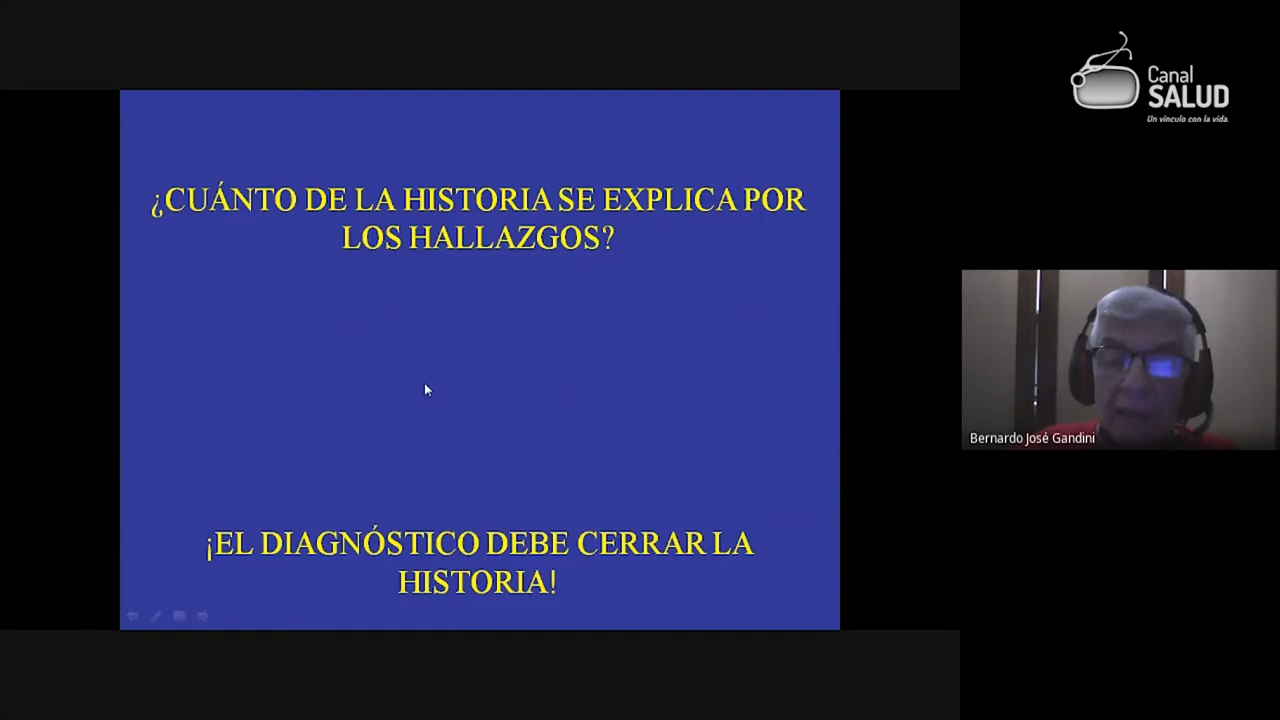 ¿CUÁNTO DE LA HISTORIA SE EXPLICA POR
LOS HALLAZGOS?
¡EL DIAGNÓSTICO DEBE CERRAR LA
HISTORIA!
Canal
SALUD
Un vínculo con la vida.
Bernardo José Gandini